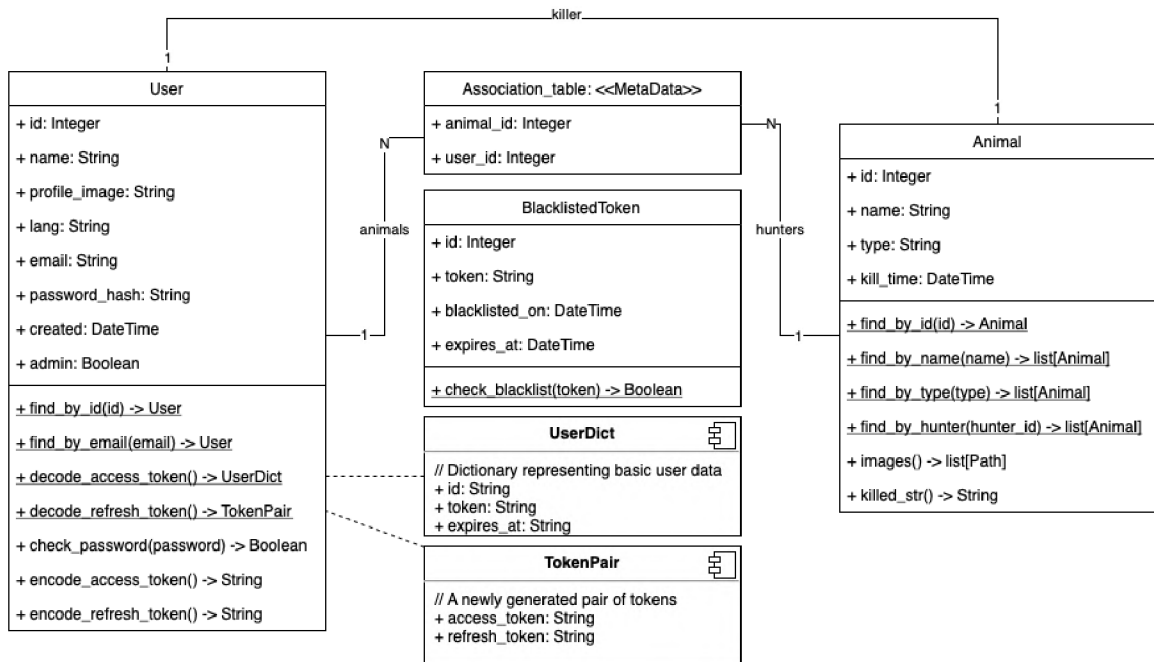 killer
1
1
User
+ id: Integer
+ name: String
+ profile_image: String
+ lang: String
+ email: String
+ password_hash: String
+ created: DateTime
+ admin: Boolean
+ find_by_id(id) -> User
+ find_by_email(email) -> User
+ decode_access_token() -> UserDict
+ decode_refresh_token() -> TokenPair
+ check_password(password) -> Boolean
+ encode_access_token() -> String
+ encode_refresh_token() -> String
N
animals
1
Association_table: <<MetaData>>
+ animal_id: Integer
+ user_id: Integer
BlacklistedToken
+ id: Integer
+ token: String
+ blacklisted_on: DateTime
+ expires_at: DateTime
+ check_blacklist(token) -> Boolean
UserDict
// Dictionary representing basic user data
+ id: String
+ token: String
+ expires_at: String
TokenPair
// A newly generated pair of tokens
+ access_token: String
+ refresh_token: String
N
hunters
1
Animal
+ id: Integer
+ name: String
+ type: String
+ kill_time: DateTime
+ find_by_id(id) -> Animal
+ find_by_name(name) -> list[Animal]
+ find_by_type(type) -> list[Animal]
+ find_by_hunter(hunter_id) -> list[Animal]
+ images() -> list[Path]
+ killed_str() -> String